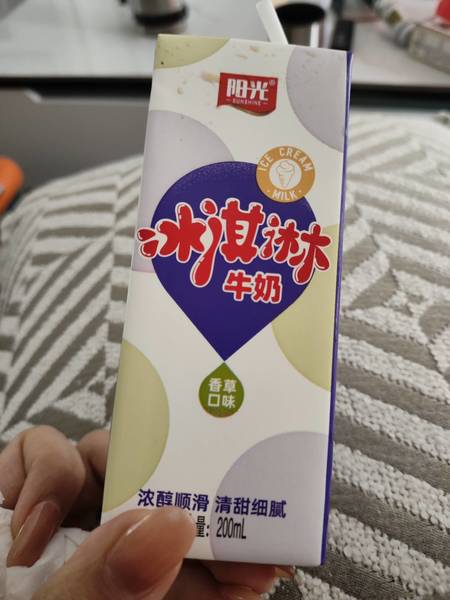 阳光®
SUNSHINE
ICE CREAM
MILK
冰淇淋
牛奶
香草
口味
浓醇顺滑 清甜细腻
量: 200mL